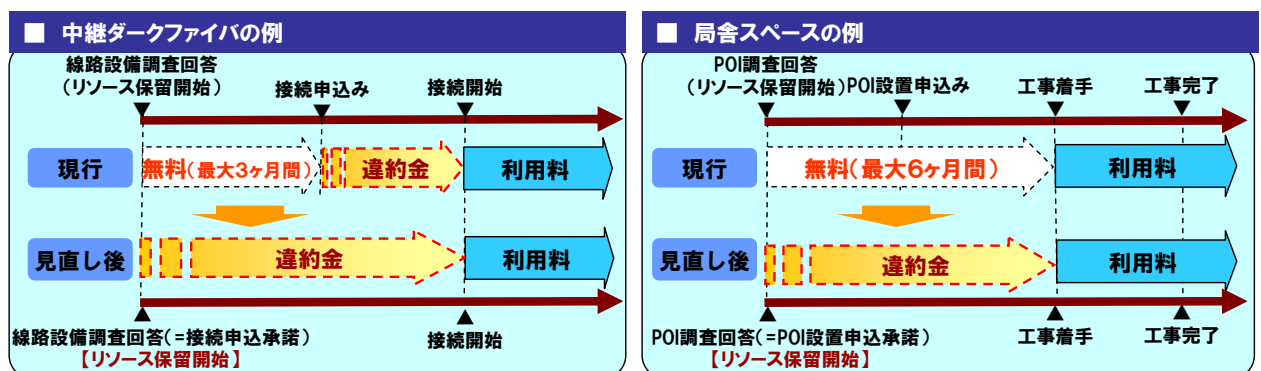 ■ 中継ダークファイバの例
線路設備調査回答
（リソース保留開始）
接続申込み
接続開始
現行
無料（最大3ヶ月間）
違約金
利用料
見直し後
違約金
利用料
線路設備調査回答(=接続申込承諾)
【リソース保留開始】
接続開始
■ 局舎スペースの例
POI調査回答
（リソース保留開始）
POI設置申込み
工事着手
工事完了
現行
無料（最大6ヶ月間）
利用料
見直し後
違約金
利用料
POI調査回答(=POI設置申込承諾)
【リソース保留開始】
工事着手
工事完了